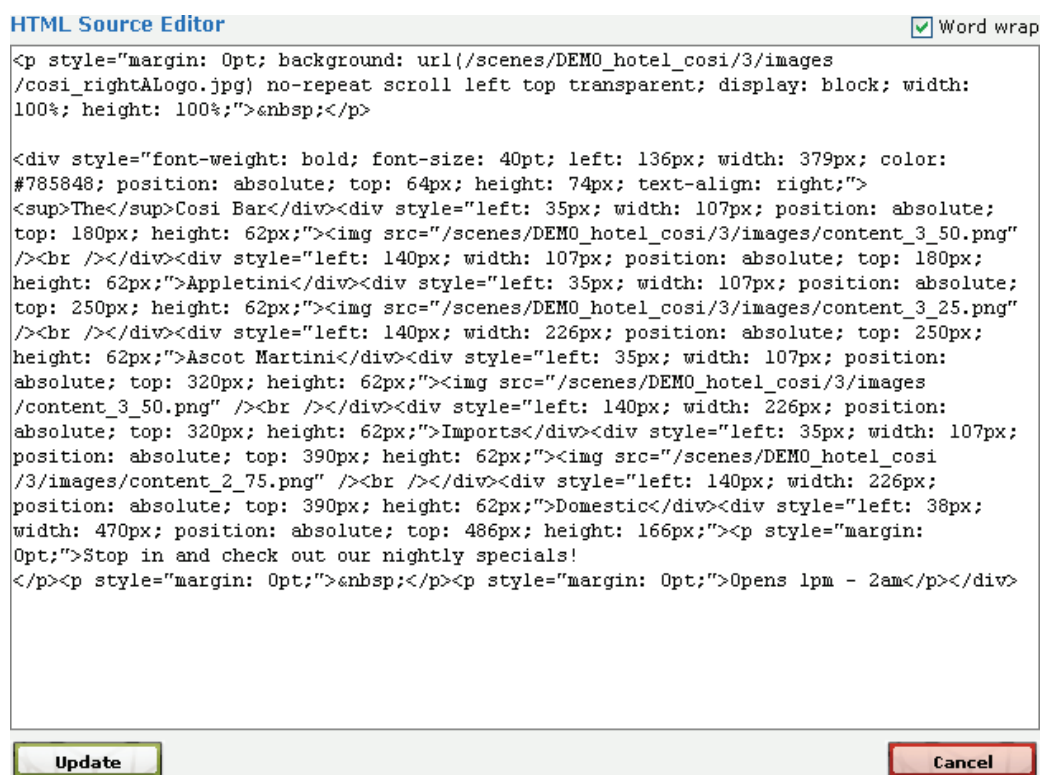 HTML Source Editor
Word wrap
<p style="margin: 0pt; background: url(/scenes/DEMO_hotel_cosi/3/images
/cosi_rightALogo.jpg) no-repeat scroll left top transparent; display: block; width:
100%; height: 100%;">&nbsp;</p>
<div style="font-weight: bold; font-size: 40pt; left: 136px; width: 379px; color:
#785848; position: absolute; top: 64px; height: 74px; text-align: right;">
<sup>The</sup>Cosi Bar</div><div style="left: 35px; width: 107px; position: absolute;
top: 180px; height: 62px;"><img src="/scenes/DEMO_hotel_cosi/3/images/content_3_50.png"
/><br /></div><div style="left: 140px; width: 107px; position: absolute; top: 180px;
height: 62px;">Appletini</div><div style="left: 35px; width: 107px; position: absolute;
top: 250px; height: 62px;"><img src="/scenes/DEMO_hotel_cosi/3/images/content_3_25.png"
/><br /></div><div style="left: 140px; width: 226px; position: absolute; top: 250px;
height: 62px;">Ascot Martini</div><div style="left: 35px; width: 107px; position:
absolute; top: 320px; height: 62px;"><img src="/scenes/DEMO_hotel_cosi/3/images
/content_3_50.png" /><br /></div><div style="left: 140px; width: 226px; position:
absolute; top: 320px; height: 62px;">Imports</div><div style="left: 35px; width: 107px;
position: absolute; top: 390px; height: 62px;"><img src="/scenes/DEMO_hotel_cosi
/3/images/content_2_75.png" /><br /></div><div style="left: 140px; width: 226px;
position: absolute; top: 390px; height: 62px;">Domestic</div><div style="left: 38px;
width: 470px; position: absolute; top: 486px; height: 166px;"><p style="margin:
0pt;">Stop in and check out our nightly specials!
</p><p style="margin: 0pt;">&nbsp;</p><p style="margin: 0pt;">Opens 1pm - 2am</p></div>
Update
Cancel